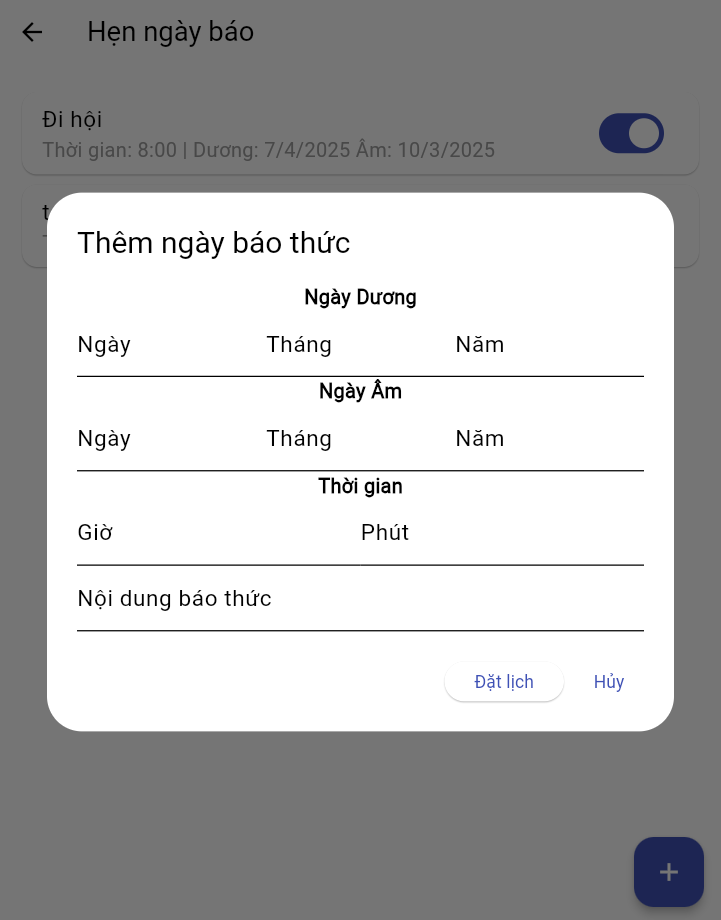 Hẹn ngày báo
Đi hội
Thời gian: 8:00 | Dương: 7/4/2025 Âm: 10/3/2025
Thêm ngày báo thức
Ngày Dương
Ngày Tháng Năm
Ngày Âm
Ngày Tháng Năm
Thời gian
Giờ Phút
Nội dung báo thức
Đặt lịch Hủy
+